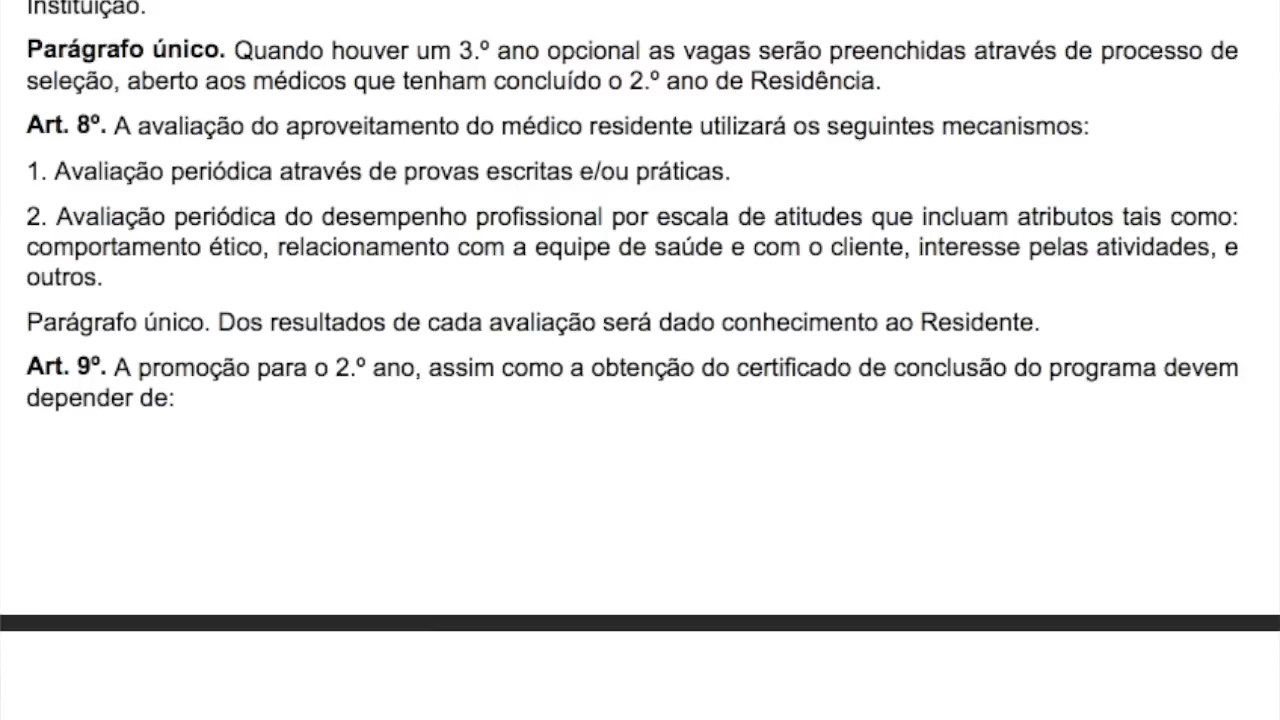 Instituição.
Parágrafo único. Quando houver um 3.º ano opcional as vagas serão preenchidas através de processo de
seleção, aberto aos médicos que tenham concluído o 2.º ano de Residência.
Art. 8º. A avaliação do aproveitamento do médico residente utilizará os seguintes mecanismos:
1. Avaliação periódica através de provas escritas e/ou práticas.
2. Avaliação periódica do desempenho profissional por escala de atitudes que incluam atributos tais como:
comportamento ético, relacionamento com a equipe de saúde e com o cliente, interesse pelas atividades, e
outros.
Parágrafo único. Dos resultados de cada avaliação será dado conhecimento ao Residente.
Art. 9º. A promoção para o 2.º ano, assim como a obtenção do certificado de conclusão do programa devem
depender de: